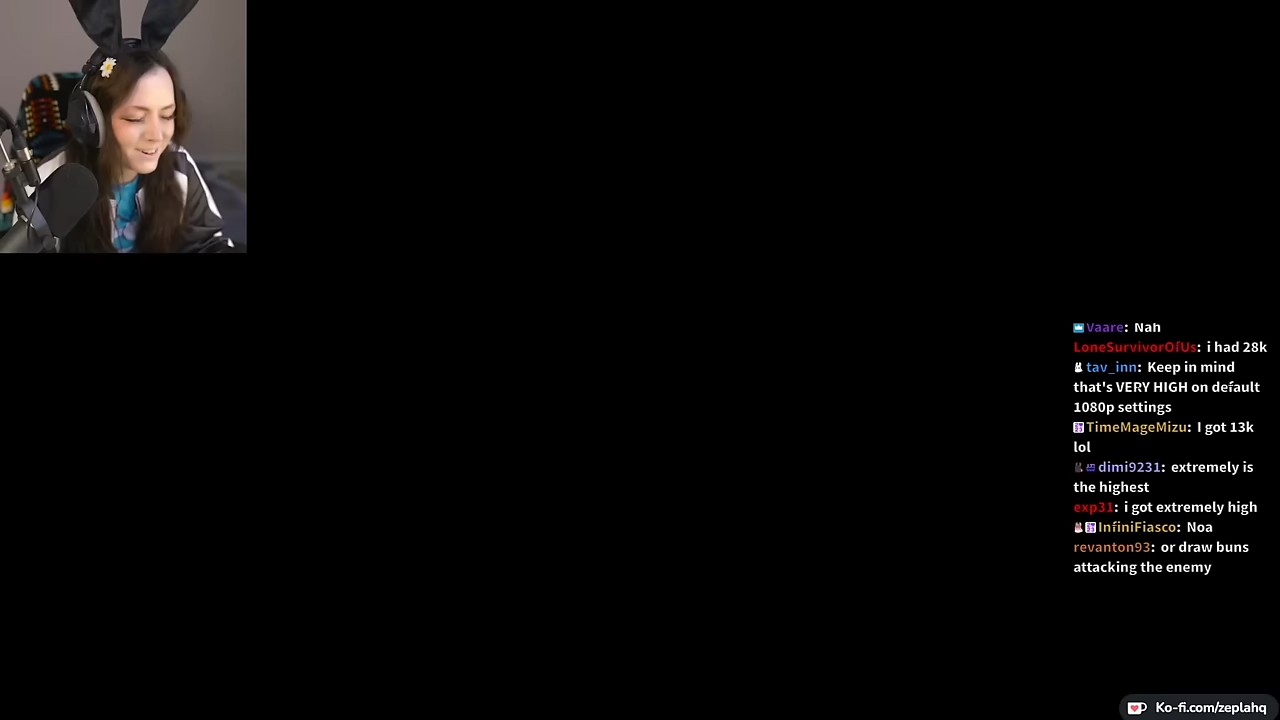 Vaare: Nah
LoneSurvivorOfUs: i had 28k
tav_inn: Keep in mind
that's VERY HIGH on default
1080p settings
TimeMageMizu: I got 13k
lol
dimi9231: extremely is
the highest
exp31: i got extremely high
InfiniFiasco: Noa
revanton93: or draw buns
attacking the enemy
Ko-fi.com/zeplahq